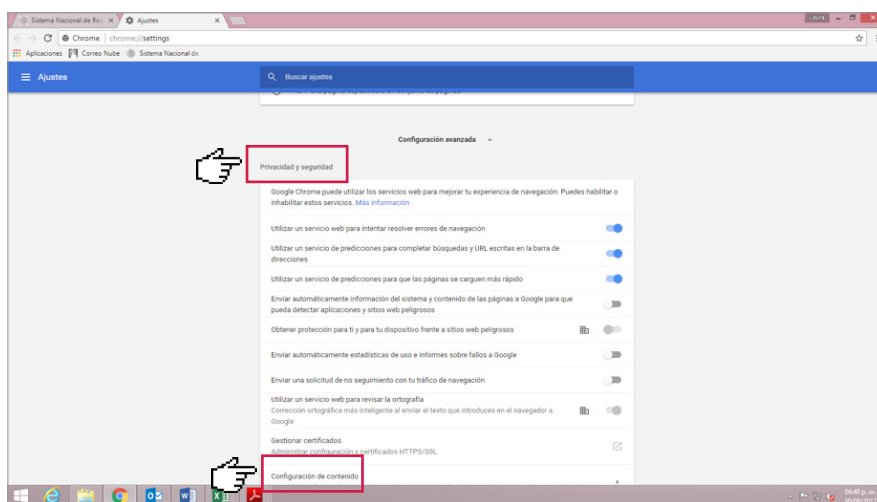 Sistema Nacional de Re
Ajustes
Chrome | chrome://settings
Aplicaciones Correo Nube Sistema Nacional de
Ajustes
Buscar ajustes
Configuración avanzada
Privacidad y seguridad
Google Chrome puede utilizar los servicios web para mejorar tu experiencia de navegación. Puedes habilitar o
inhabilitar estos servicios. Más información
Utilizar un servicio web para intentar resolver errores de navegación
Utilizar un servicio de predicciones para completar búsquedas y URL escritas en la barra de
direcciones
Utilizar un servicio de predicciones para que las páginas se carguen más rápido
Enviar automáticamente información del sistema y contenido de las páginas a Google para que
pueda detectar aplicaciones y sitios web peligrosos
Obtener protección para ti y para tu dispositivo frente a sitios web peligrosos
Enviar automáticamente estadísticas de uso e informes sobre fallos a Google
Enviar una solicitud de no seguimiento con tu tráfico de navegación
Utilizar un servicio web para revisar la ortografía
Corrección ortográfica más inteligente al enviar el texto que introduces en el navegador a
Google
Gestionar certificados
Administrar configuración y certificados HTTPS/SSL
Configuración de contenido
06:40 p. m.